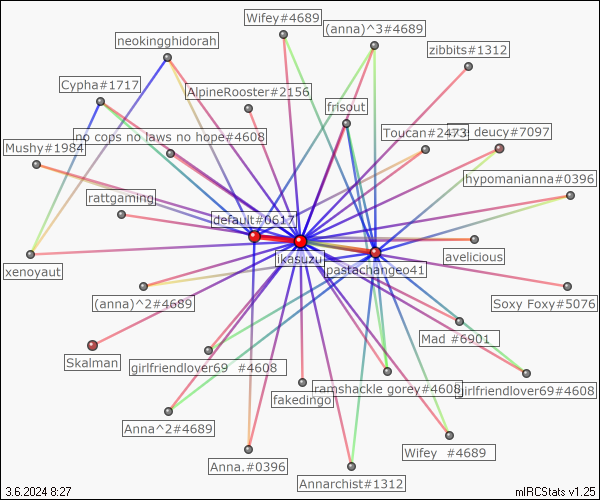 Wifey#4689
(anna)^3#4689
neokingghidorah
zibbits#1312
Cypha#1717
AlpineRooster#2156
frisout
no cops no laws no hope#4608
Toucan#2473
deucy#7097
Mushy#1984
hypomanianna#0396
rattgaming
default#0617
likasuzu
avelicious
pastachangeo41
xenoyaut
(anna)^2#4689
Soxy Foxy#5076
Mad #6901
Skalman
girlfriendlover69 #4608
ramshackle gorey#4608
girlfriendlover69#4608
fakedingo
Anna^2#4689
Wifey #4689
Anna.#0396
Annarchist#1312
3.6.2024 8:27
mIRCStats v1.25